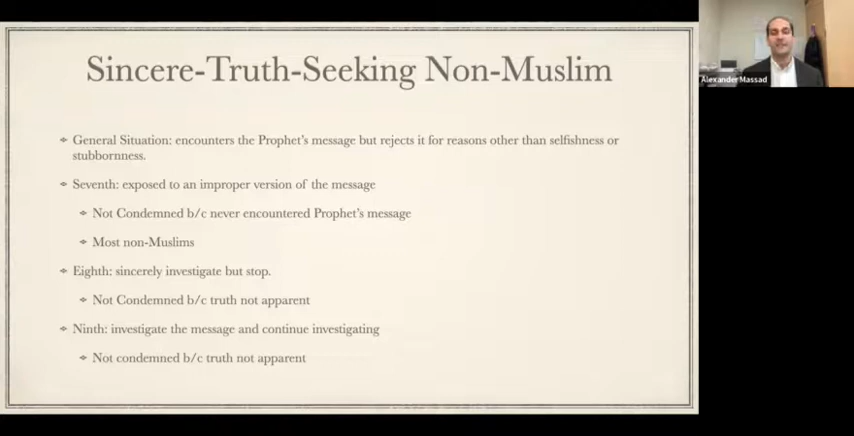 Sincere-Truth-Seeking Non-Muslim
General Situation: encounters the Prophet's message but rejects it for reasons other than selfishness or
stubbornness.
Seventh: exposed to an improper version of the message
Not Condemned b/c never encountered Prophet's message
Most non-Muslims
Eighth: sincerely investigate but stop.
Not Condemned b/c truth not apparent
Ninth: investigate the message and continue investigating
Not condemned b/c truth not apparent
Alexander Massad